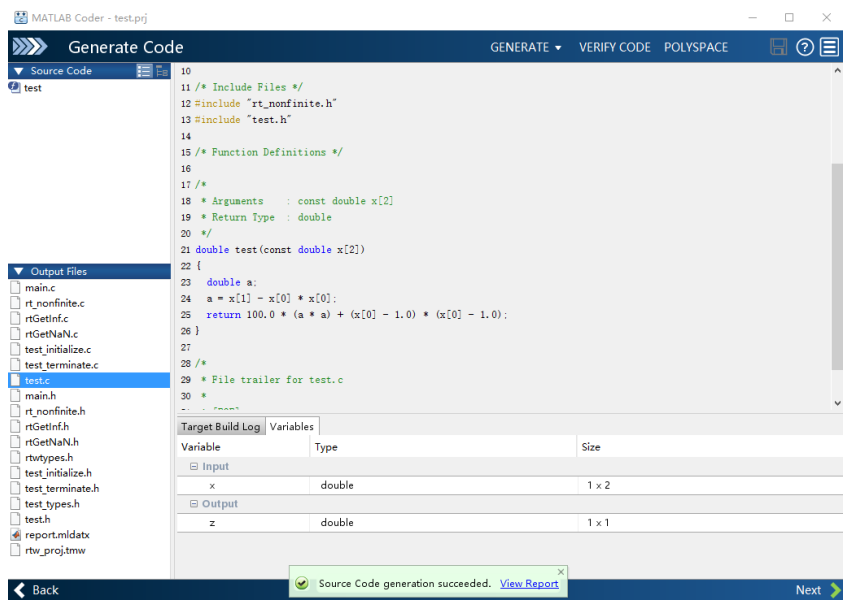 MATLAB Coder - test.prj
Generate Code
GENERATE VERIFY CODE POLYSPACE
Source Code
test
10
11 /* Include Files */
12 #include "rt_nonfinite.h"
13 #include "test.h"
14
15 /* Function Definitions */
16
17 /*
18  * Arguments    : const double x[2]
19  * Return Type  : double
20  */
21 double test(const double x[2])
22 {
23   double a;
24   a = x[1] - x[0] * x[0];
25   return 100.0 * (a * a) + (x[0] - 1.0) * (x[0] - 1.0);
26 }
27
28 /*
29  * File trailer for test.c
30  *
Output Files
main.c
rt_nonfinite.c
rtGetInf.c
rtGetNaN.c
test_initialize.c
test_terminate.c
test.c
main.h
rt_nonfinite.h
rtGetInf.h
rtGetNaN.h
rtwtypes.h
test_initialize.h
test_terminate.h
test_types.h
test.h
report.mldatx
rtw_proj.tmw
Target Build Log Variables
Variable Type Size
Input
x double 1 x 2
Output
z double 1 x 1
Source Code generation succeeded. View Report
Back
Next